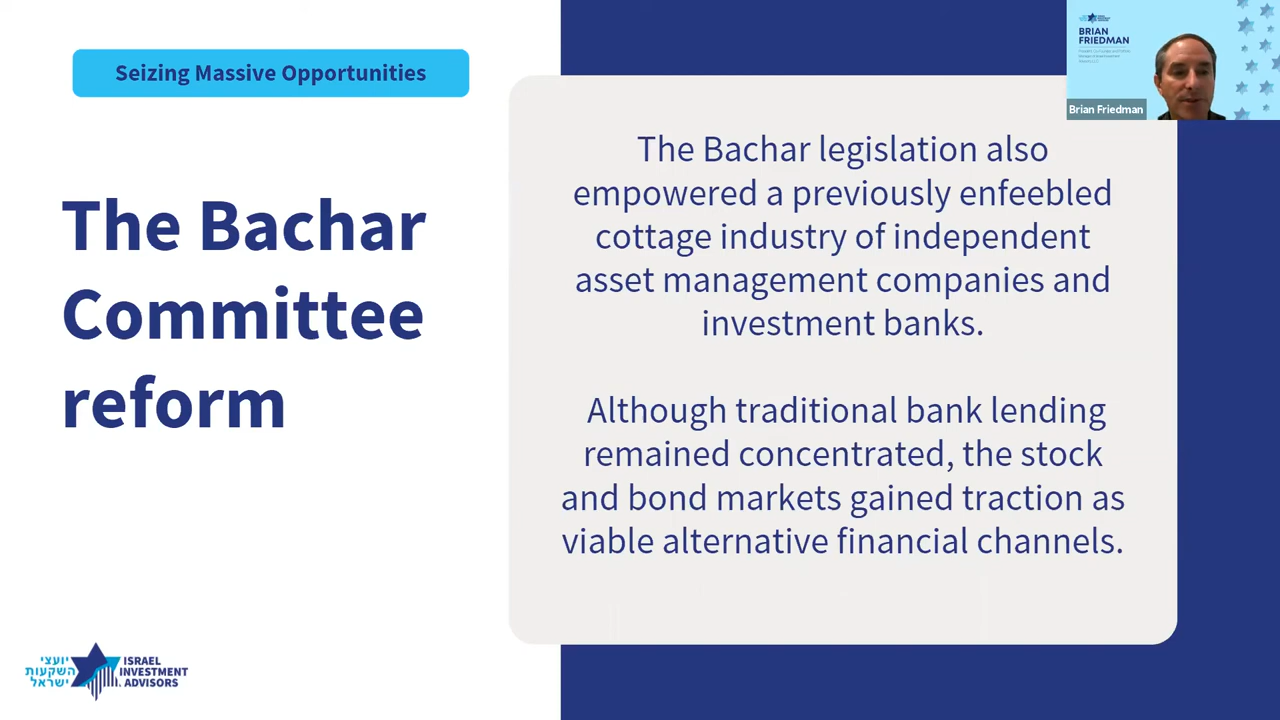 Seizing Massive Opportunities
The Bachar
Committee
reform
The Bachar legislation also
empowered a previously enfeebled
cottage industry of independent
asset management companies and
investment banks.
Although traditional bank lending
remained concentrated, the stock
and bond markets gained traction as
viable alternative financial channels.
BRIAN
FRIEDMAN
Brian Friedman
יועצי
השקעות
ישראל
ISRAEL
INVESTMENT
ADVISORS